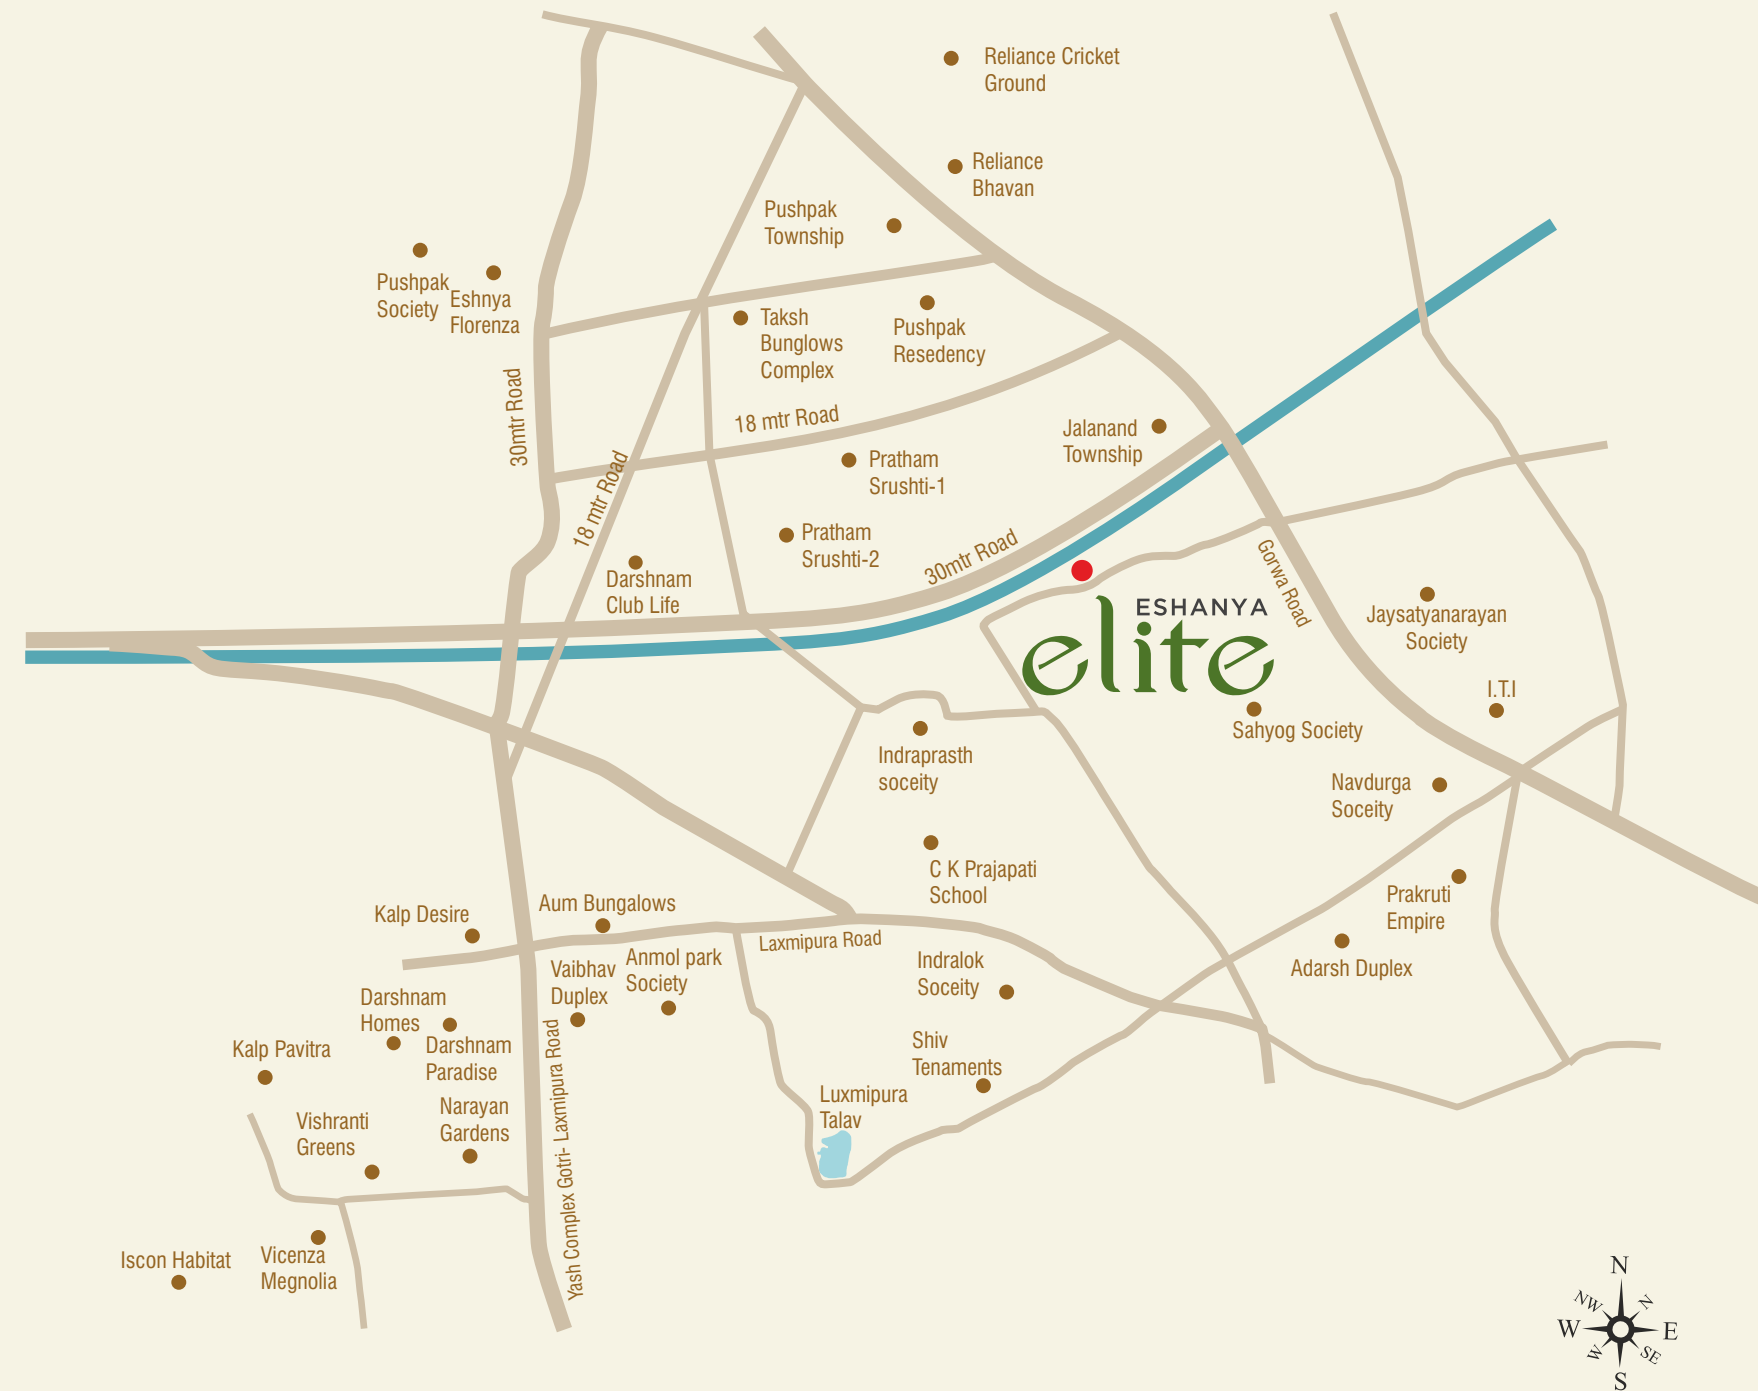 Reliance Cricket
Ground
Reliance
Bhavan
Pushpak
Township
Pushpak
Society
Eshnya
Florenza
Taksh
Bunglows
Complex
Pushpak
Resedency
30mtr Road
18 mtr Road
18 mtr Road
Jalanand
Township
Pratham
Srushti-1
Pratham
Srushti-2
30mtr Road
Darshnam
Club Life
Gorwa Road
ESHANYA
elite
Jaysatyanarayan
Society
I.T.I
Sahyog Society
Indraprasth
soceity
Navdurga
Soceity
C K Prajapati
School
Prakruti
Empire
Adarsh Duplex
Kalp Desire
Aum Bungalows
Laxmipura Road
Vaibhav
Duplex
Anmol park
Society
Indralok
Soceity
Darshnam
Homes
Darshnam
Paradise
Kalp Pavitra
Shiv
Tenaments
Luxmipura
Talav
Vishranti
Greens
Narayan
Gardens
Yash Complex Gotri- Laxmipura Road
Iscon Habitat
Vicenza
Megnolia
N
NW
N
W
E
W
SE
S